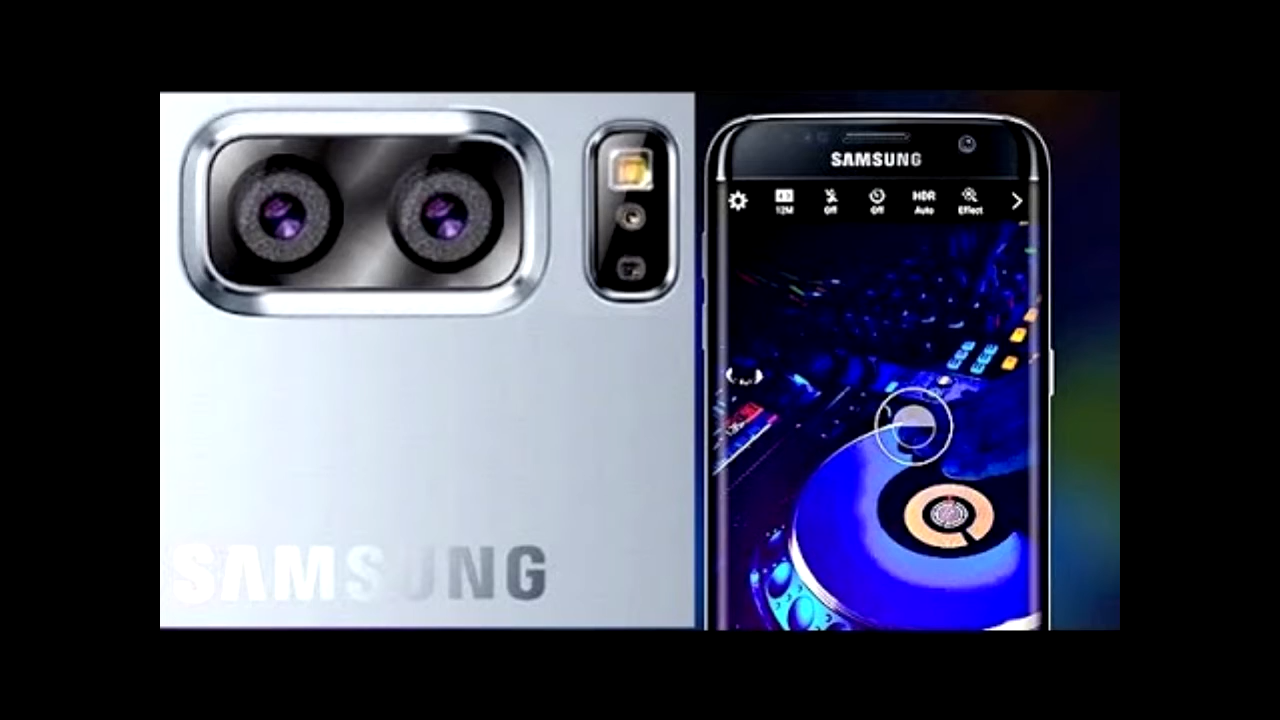 SAMSUNG
SAMSUNG
12M
Off
Off
HDR
Auto
Effect